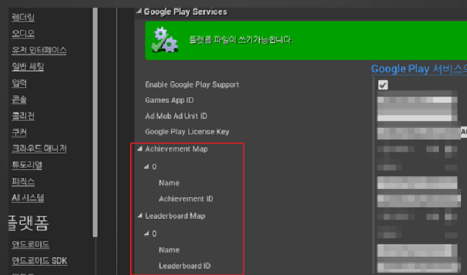 렌더링
오디오
유저 인터페이스
일반 세팅
입력
콘솔
콜리전
쿠커
크라우드 매니저
튜토리얼
피직스
AI 시스템
플랫폼
안드로이드
안드로이드 SDK
Google Play Services
플랫폼 파일이 쓰기가능합니다.
Google Play 서비스의
Enable Google Play Support
Games App ID
Ad Mob Ad Unit ID
Google Play License Key
Achievement Map
0
Name
Achievement ID
Leaderboard Map
0
Name
Leaderboard ID